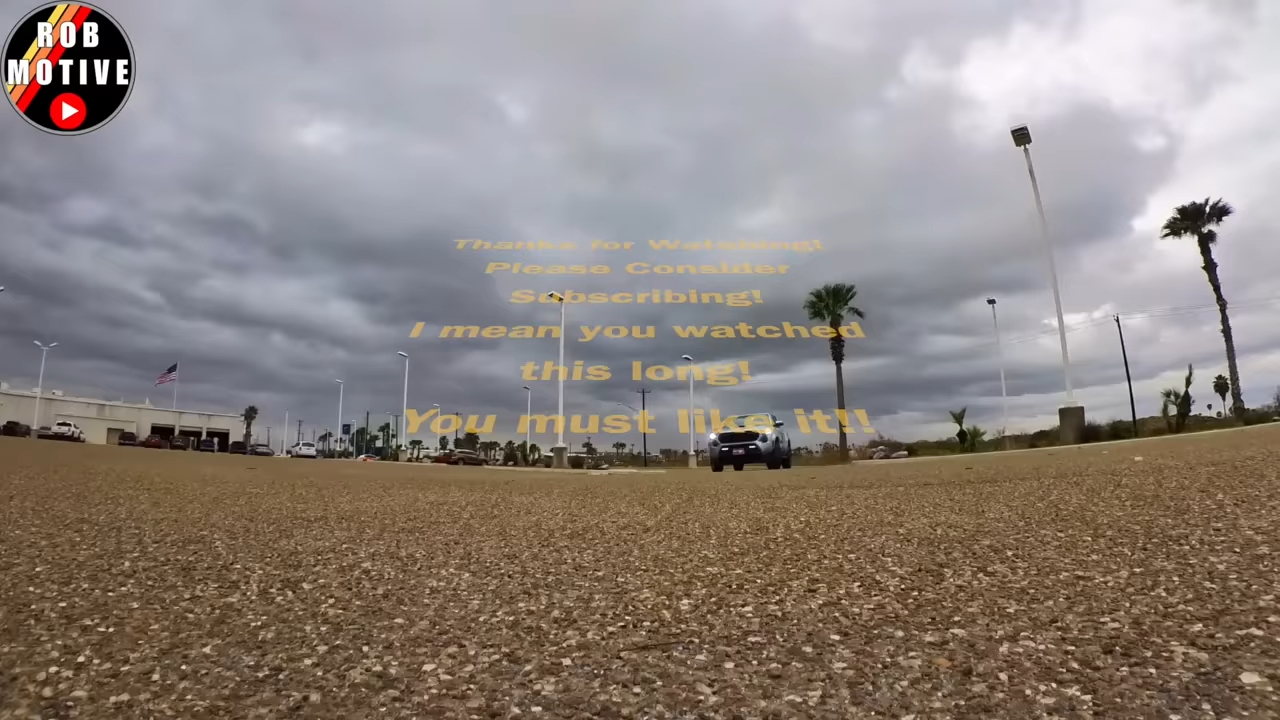 ROB
MOTIVE
Thanks for Watching!
Please Consider
Subscribing!
I mean you watched
this long!
You must like it!!